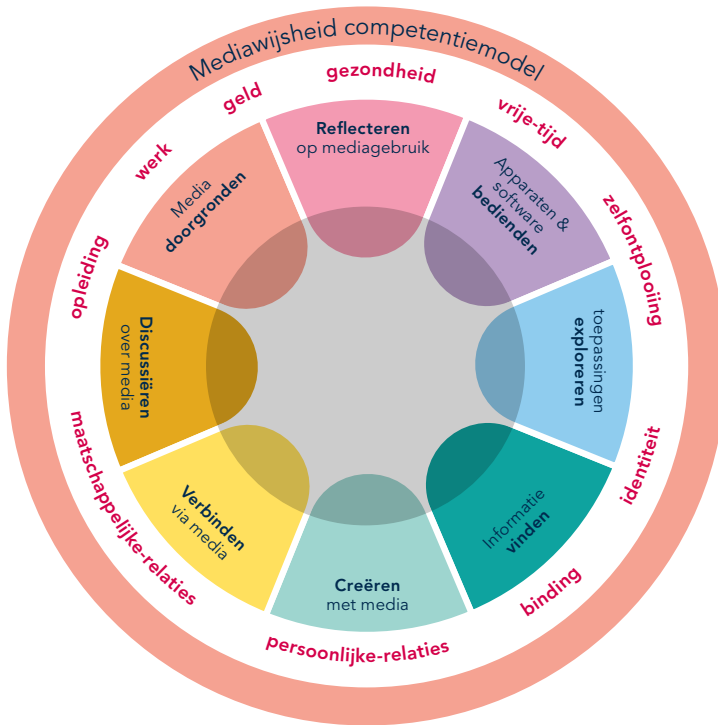 Mediawijsheid competentiemodel
gezondheid
vrije-tijd
zelfontplooiing
identiteit
binding
persoonlijke-relaties
maatschappelijke-relaties
opleiding
werk
geld
Reflecteren
op mediagebruik
Apparaten &
software
bedienden
toepassingen
exploreren
Informatie
vinden
Creëren
met media
Verbinden
via media
Discussiëren
over media
Media
doorgronden